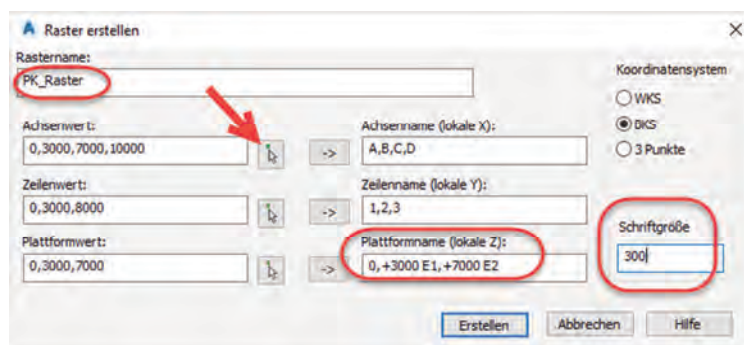 Raster erstellen
Rastername:
PK_Raster
Koordinatensystem
WKS
Achsenwert:
Achsenname (lokale X):
BKS
0,3000,7000,10000
->
A,B,C,D
3 Punkte
Zeilenwert:
Zeilenname (lokale Y):
0,3000,8000
->
1,2,3
Schriftgröße
Plattformwert:
Plattformname (lokale Z):
300
0,3000,7000
->
0,+3000 E1,+7000 E2
Erstellen
Abbrechen
Hilfe